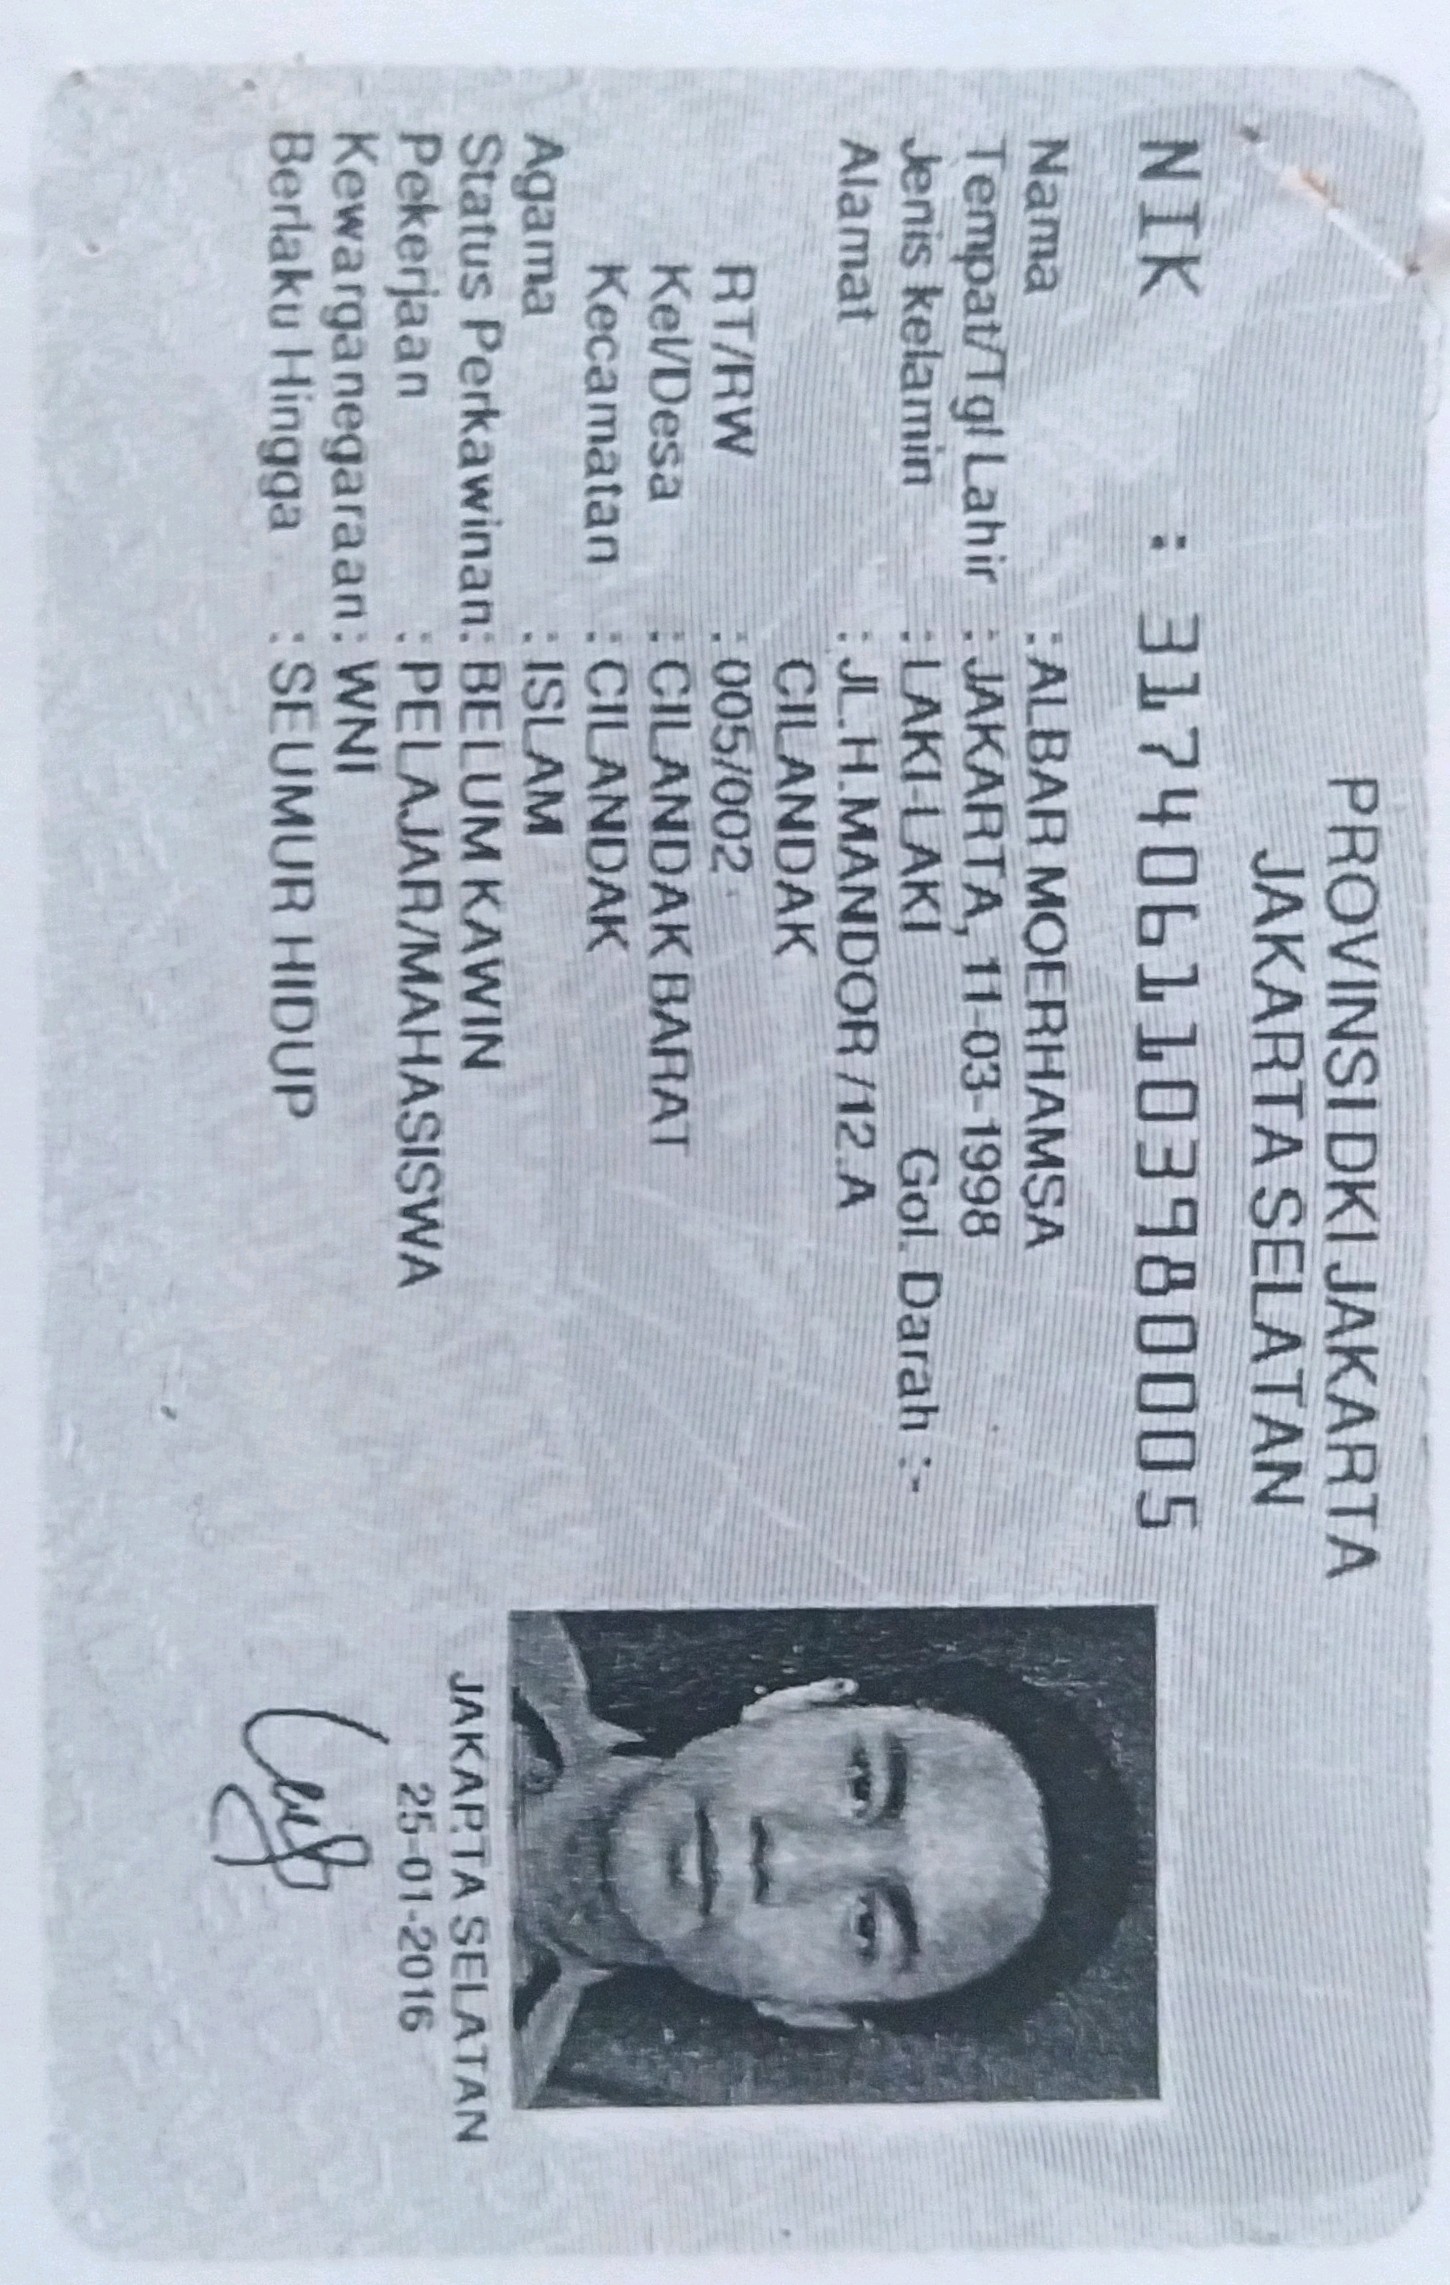 PROVINSI DKI JAKARTA
JAKARTA SELATAN
NIK : 3174061103980005
Nama : ALBAR MOERHAMSA
Tempat/Tgl Lahir : JAKARTA, 11-03-1998
Jenis kelamin : LAKI-LAKI Gol. Darah :-
Alamat : JL.H.MANDOR /12.A
CILANDAK
RT/RW : 005/002
Kel/Desa : CILANDAK BARAT
Kecamatan : CILANDAK
Agama : ISLAM
Status Perkawinan: BELUM KAWIN
Pekerjaan : PELAJAR/MAHASISWA
Kewarganegaraan: WNI
Berlaku Hingga : SEUMUR HIDUP
JAKARTA SELATAN
25-01-2016